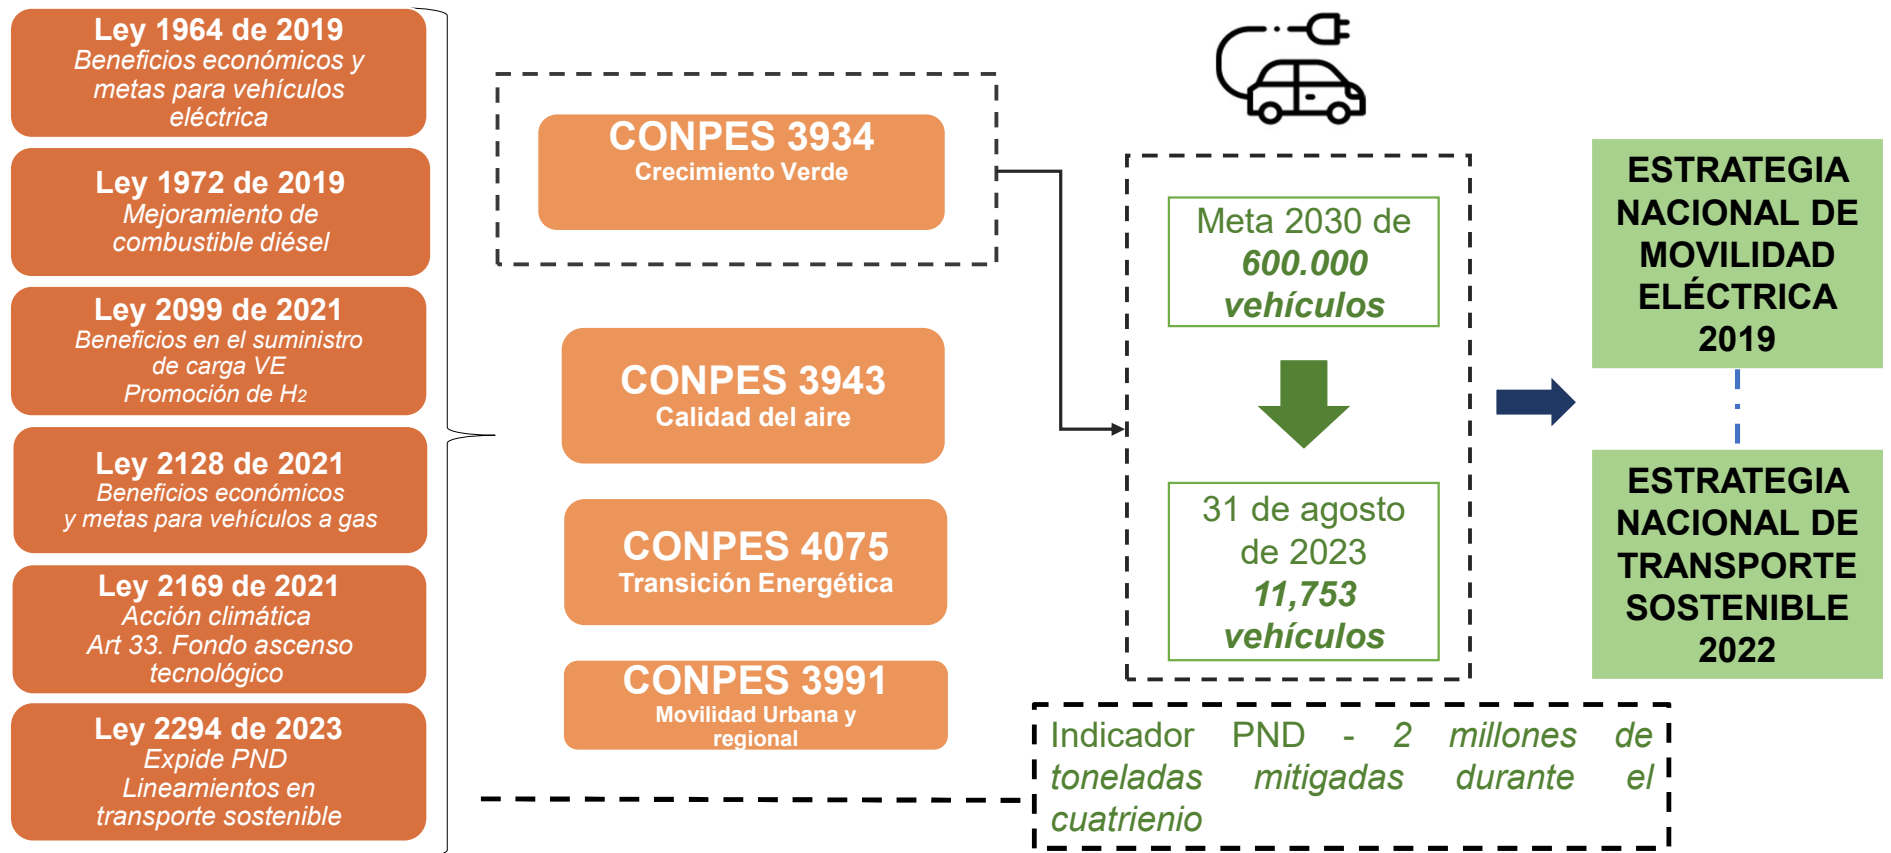 Ley 1964 de 2019
Beneficios económicos y
metas para vehículos
eléctrica
Ley 1972 de 2019
Mejoramiento de
combustible diésel
Ley 2099 de 2021
Beneficios en el suministro
de carga VE
Promoción de H2
Ley 2128 de 2021
Beneficios económicos
y metas para vehículos a gas
Ley 2169 de 2021
Acción climática
Art 33. Fondo ascenso
tecnológico
Ley 2294 de 2023
Expide PND
Lineamientos en
transporte sostenible
CONPES 3934
Crecimiento Verde
CONPES 3943
Calidad del aire
CONPES 4075
Transición Energética
CONPES 3991
Movilidad Urbana y
regional
Meta 2030 de
600.000
vehículos
31 de agosto
de 2023
11,753
vehículos
Indicador PND - 2 millones de
toneladas mitigadas durante el
cuatrienio
ESTRATEGIA
NACIONAL DE
MOVILIDAD
ELÉCTRICA
2019
ESTRATEGIA
NACIONAL DE
TRANSPORTE
SOSTENIBLE
2022